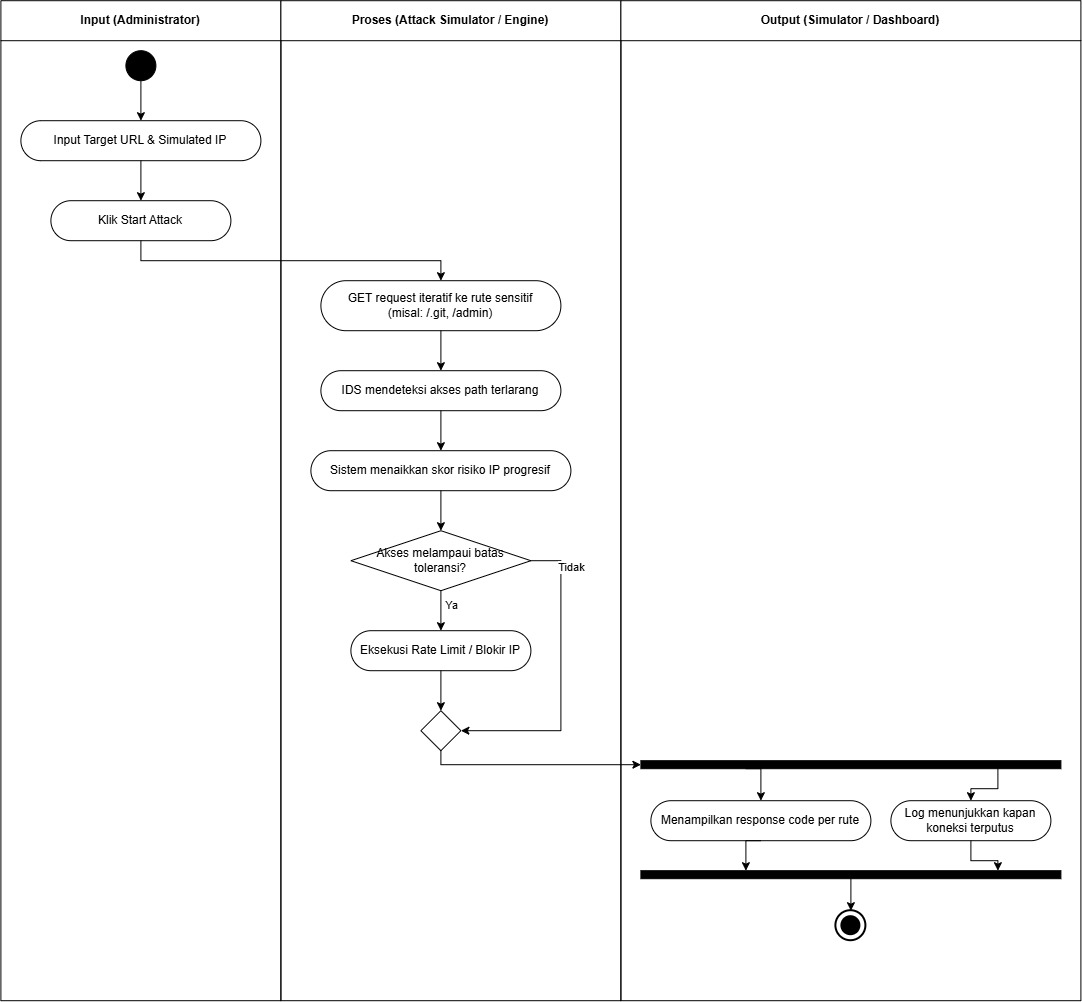 Input (Administrator)
Proses (Attack Simulator / Engine)
Output (Simulator / Dashboard)
Input Target URL & Simulated IP
Klik Start Attack
GET request iteratif ke rute sensitif
(misal: /.git, /admin)
IDS mendeteksi akses path terlarang
Sistem menaikkan skor risiko IP progresif
Akses melampaui batas
toleransi?
Tidak
Ya
Eksekusi Rate Limit / Blokir IP
Menampilkan response code per rute
Log menunjukkan kapan
koneksi terputus